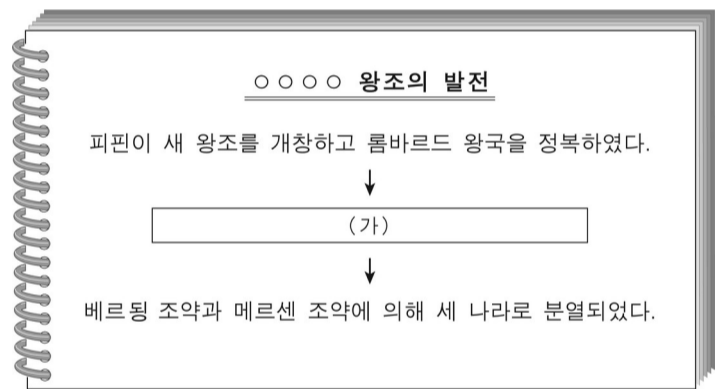 ○○○○ 왕조의 발전
피핀이 새 왕조를 개창하고 롬바르드 왕국을 정복하였다.
↓
(가)
↓
베르됭 조약과 메르센 조약에 의해 세 나라로 분열되었다.